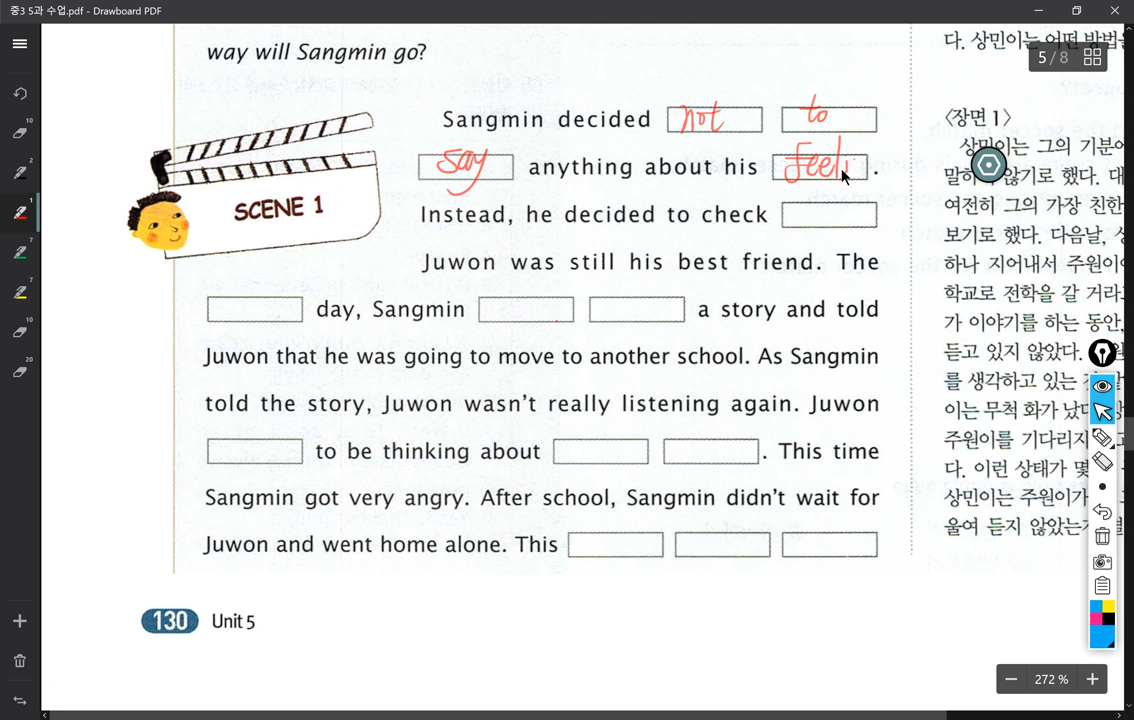 중3 5과 수업.pdf - Drawboard PDF
way will Sangmin go?
다. 상민이는 어떤 방법을
5 / 8
Sangmin decided not to
say anything about his feel.
Instead, he decided to check
Juwon was still his best friend. The
day, Sangmin a story and told
Juwon that he was going to move to another school. As Sangmin
told the story, Juwon wasn't really listening again. Juwon
to be thinking about . This time
Sangmin got very angry. After school, Sangmin didn't wait for
Juwon and went home alone. This
SCENE 1
〈장면 1〉
상민이는 그의 기분에
않기로 했다.
여전히 그의 가장 친한
보기로 했다. 다음날,
하나 지어내서 주원이
학교로 전학을 갈 거라
가 이야기를 하는 동안,
듣고 있지 않았다.
를 생각하고 있는
이는 무척 화가 났다
주원이를 기다리지
다. 이런 상태가
상민이는 주원이가
울여 듣지 않았는
130 Unit 5
272 %
10
2
1
7
7
10
20